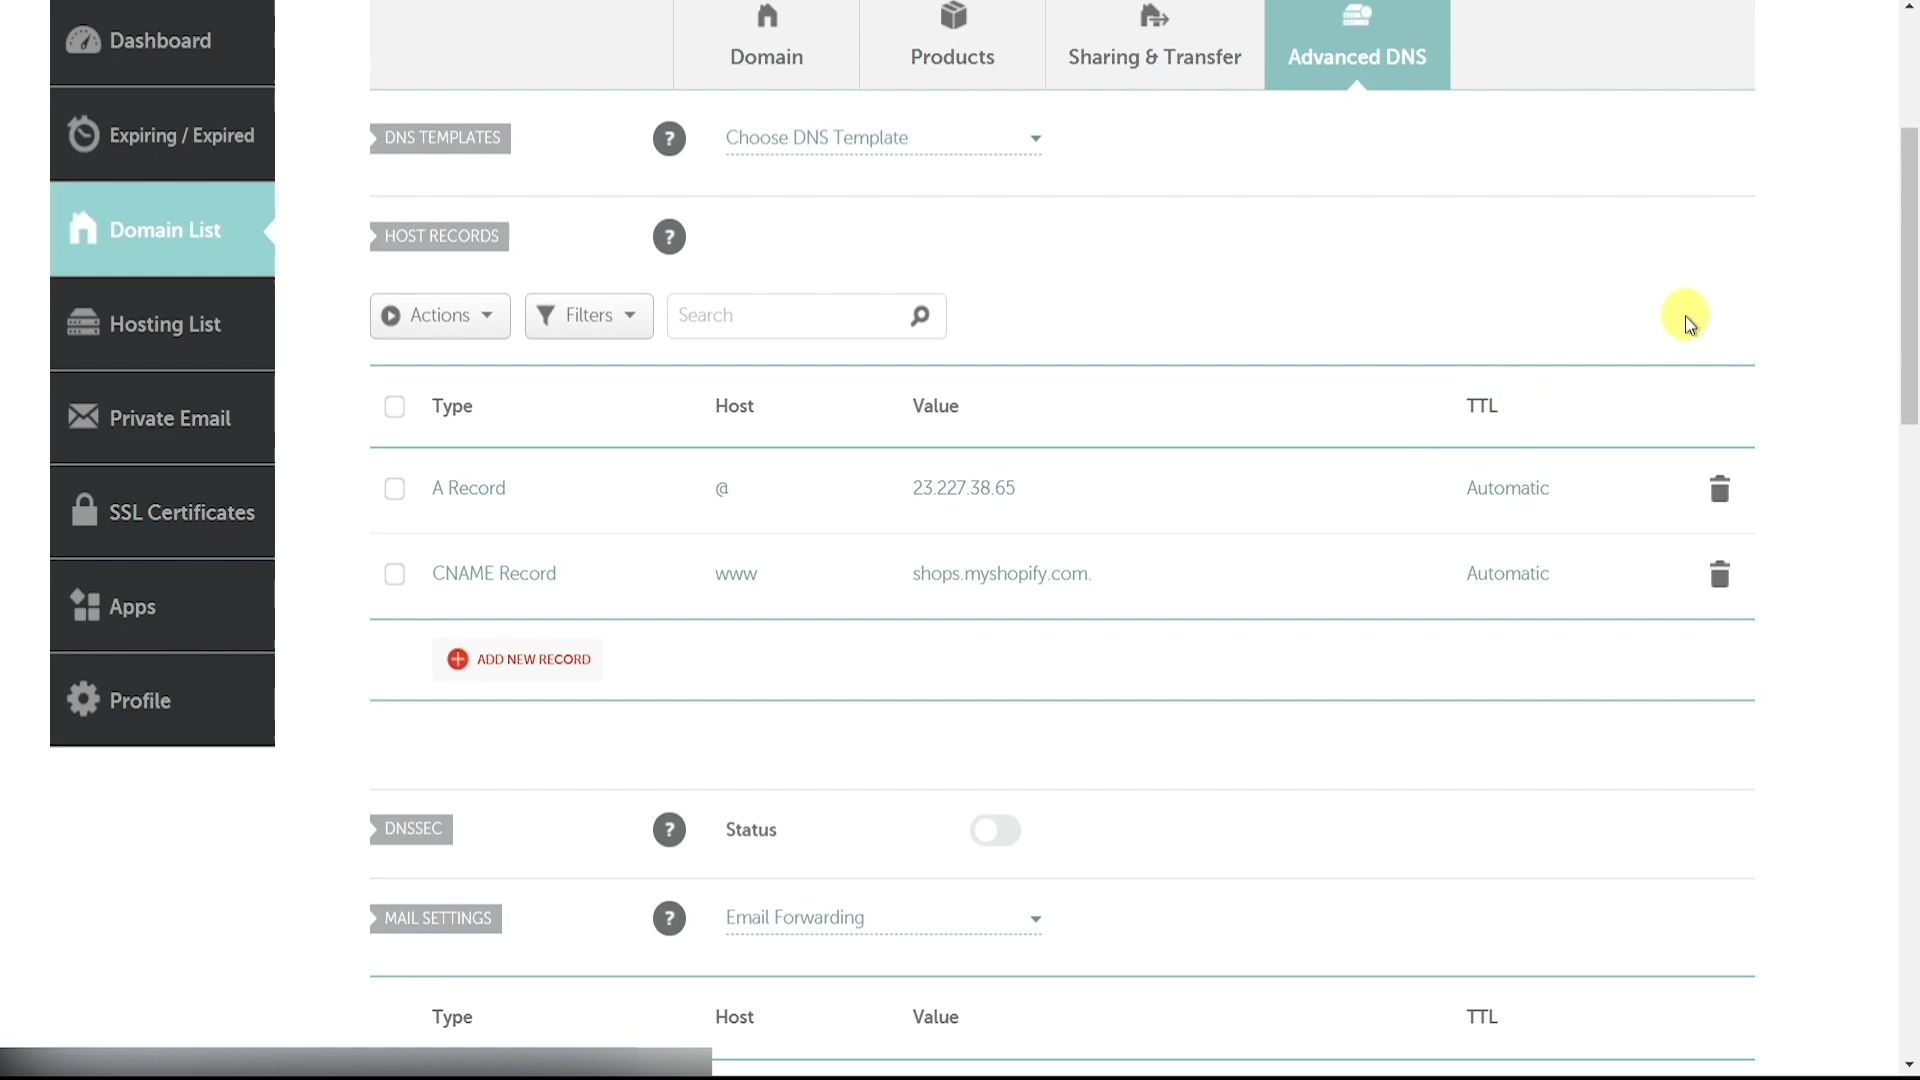 Dashboard
Expiring / Expired
Domain List
Hosting List
Private Email
SSL Certificates
Apps
Profile
Domain
Products
Sharing & Transfer
Advanced DNS
DNS TEMPLATES
?
Choose DNS Template
HOST RECORDS
?
Actions
Filters
Search
Type Host Value TTL
A Record @ 23.227.38.65 Automatic
CNAME Record www shops.myshopify.com. Automatic
ADD NEW RECORD
DNSSEC
?
Status
MAIL SETTINGS
?
Email Forwarding
Type Host Value TTL